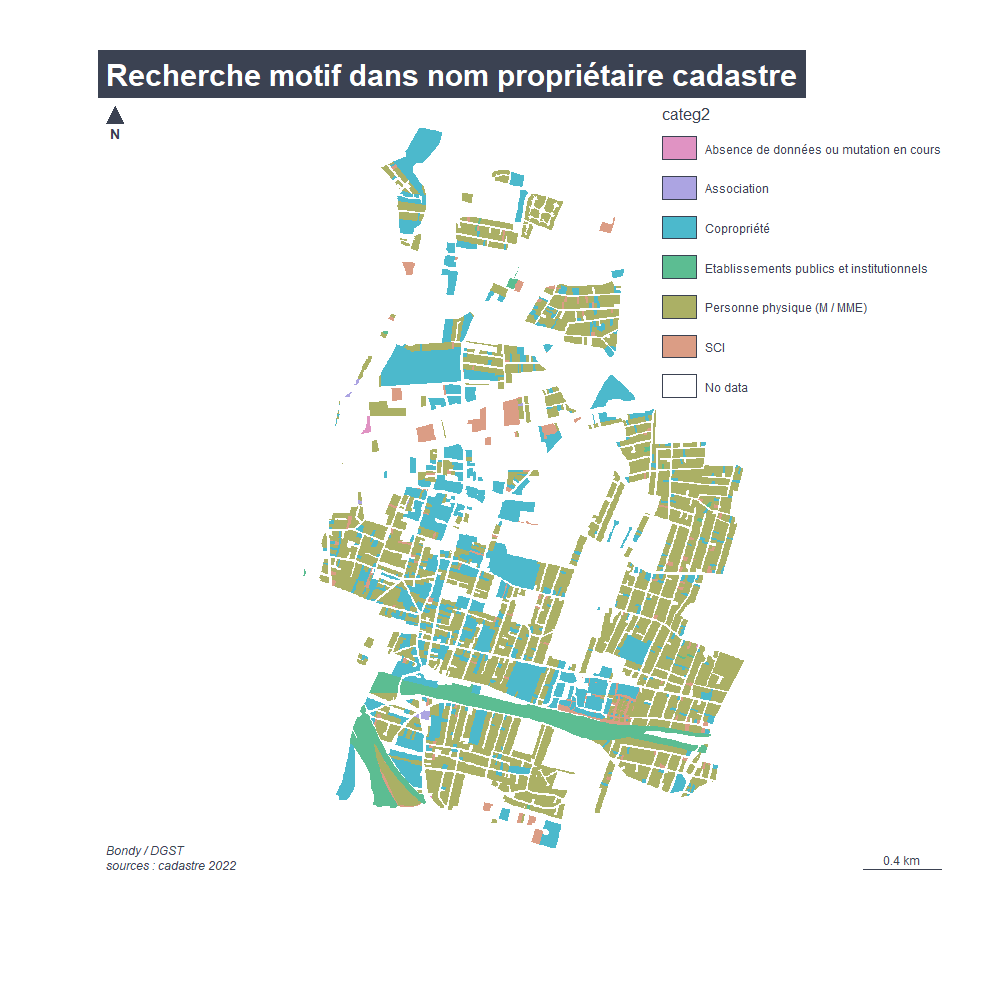 Recherche motif dans nom propriétaire cadastre
N
categ2
Absence de données ou mutation en cours
Association
Copropriété
Etablissements publics et institutionnels
Personne physique (M / MME)
SCI
No data
Bondy / DGST
sources : cadastre 2022
0.4 km